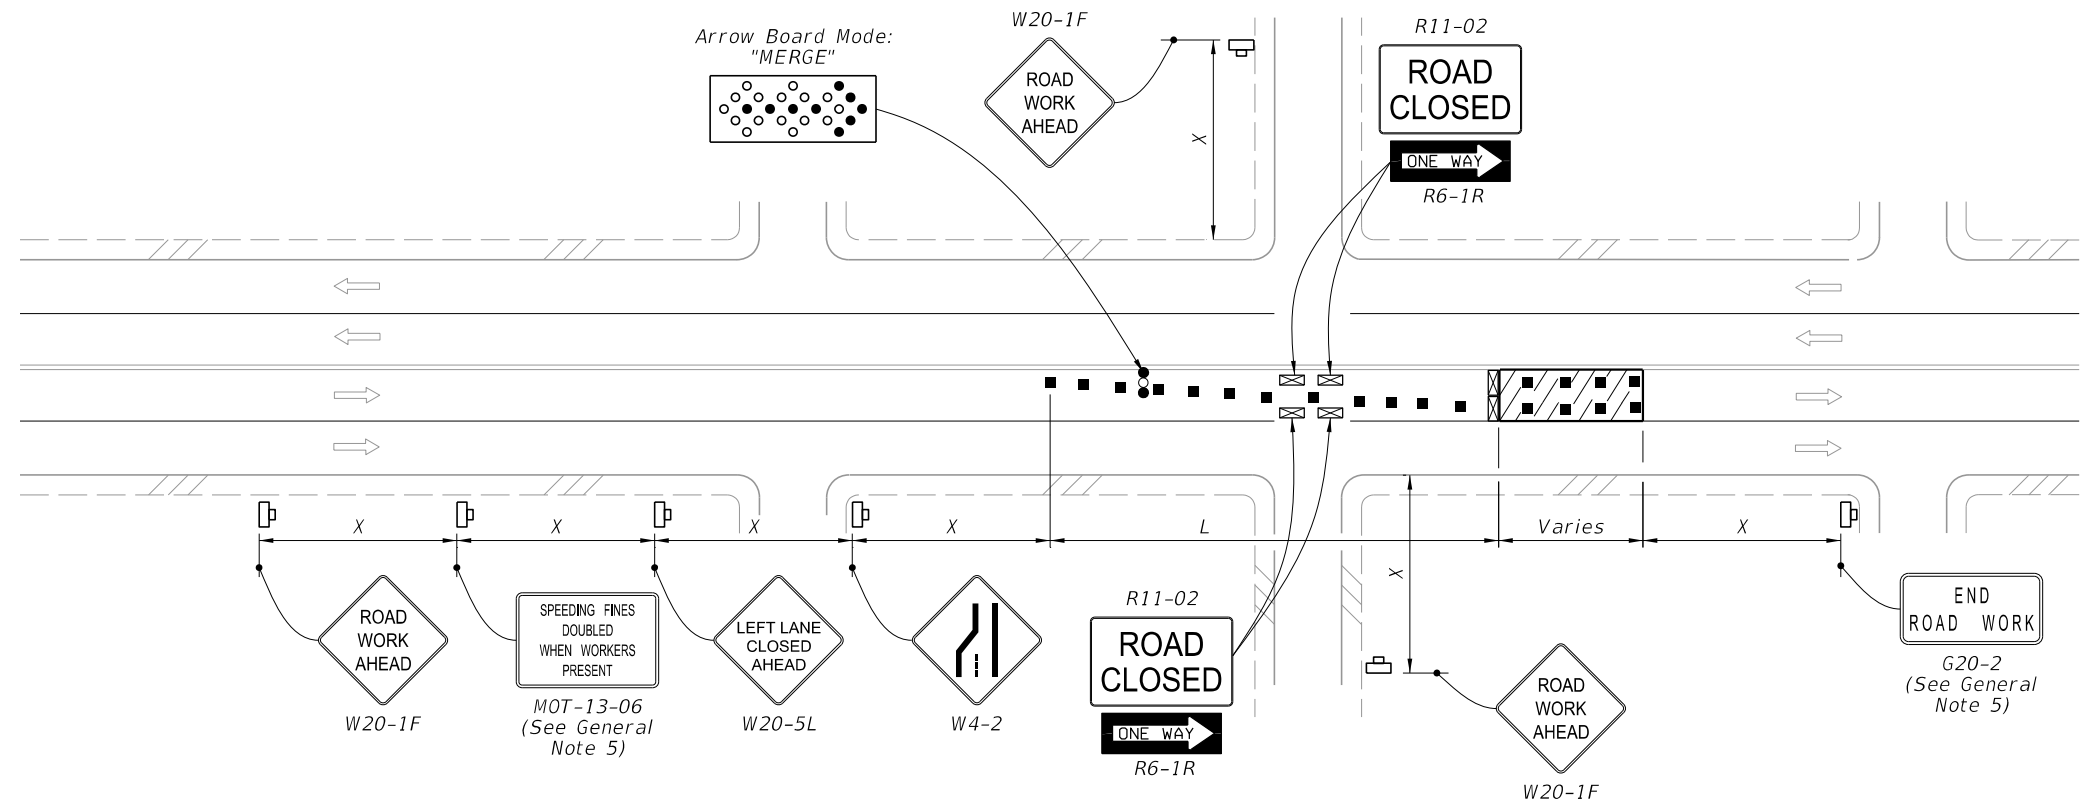 Arrow Board Mode:
"MERGE"
W20-1F
ROAD
WORK
AHEAD
X
R11-02
ROAD
CLOSED
ONE WAY
R6-1R
X
X
X
X
L
Varies
X
X
ROAD
WORK
AHEAD
W20-1F
SPEEDING FINES
DOUBLED
WHEN WORKERS
PRESENT
MOT-13-06
(See General
Note 5)
LEFT LANE
CLOSED
AHEAD
W20-5L
W4-2
R11-02
ROAD
CLOSED
ONE WAY
R6-1R
ROAD
WORK
AHEAD
W20-1F
END
ROAD WORK
G20-2
(See General
Note 5)